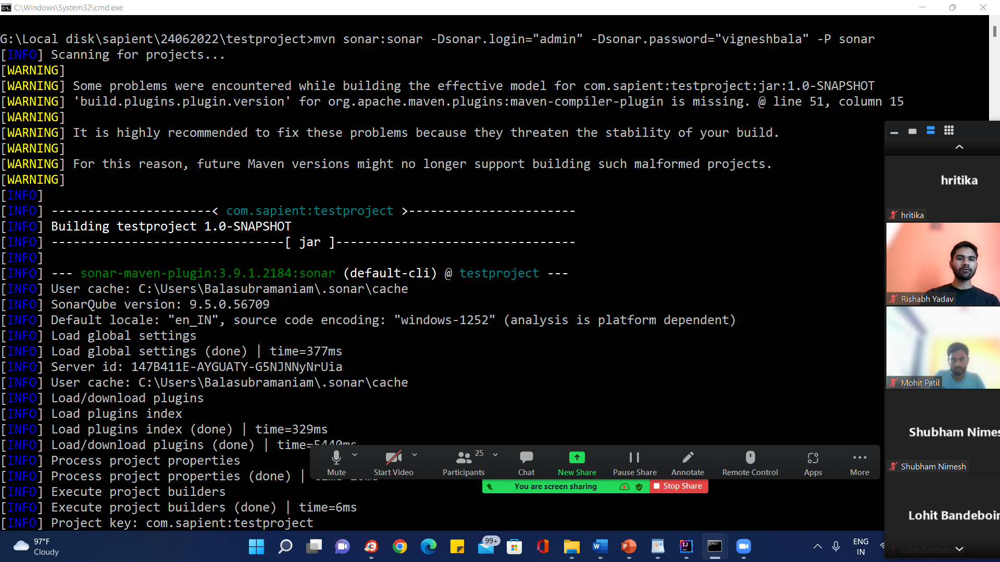 C:\Windows\System32\cmd.exe
G:\Local disk\sapient\24062022\testproject>mvn sonar:sonar -Dsonar.login="admin" -Dsonar.password="vigneshbala" -P sonar
[INFO] Scanning for projects...
[WARNING]
[WARNING] Some problems were encountered while building the effective model for com.sapient:testproject:jar:1.0-SNAPSHOT
[WARNING] 'build.plugins.plugin.version' for org.apache.maven.plugins:maven-compiler-plugin is missing. @ line 51, column 15
[WARNING]
[WARNING] It is highly recommended to fix these problems because they threaten the stability of your build.
[WARNING]
[WARNING] For this reason, future Maven versions might no longer support building such malformed projects.
[WARNING]
[INFO]
[INFO] ----------------------< com.sapient:testproject >-----------------------
[INFO] Building testproject 1.0-SNAPSHOT
[INFO] --------------------------------[ jar ]---------------------------------
[INFO]
[INFO] --- sonar-maven-plugin:3.9.1.2184:sonar (default-cli) @ testproject ---
[INFO] User cache: C:\Users\Balasubramaniam\.sonar\cache
[INFO] SonarQube version: 9.5.0.56709
[INFO] Default locale: "en_IN", source code encoding: "windows-1252" (analysis is platform dependent)
[INFO] Load global settings
[INFO] Load global settings (done) | time=377ms
[INFO] Server id: 147B411E-AYGUATY-G5NJNNyNrUia
[INFO] User cache: C:\Users\Balasubramaniam\.sonar\cache
[INFO] Load/download plugins
[INFO] Load plugins index
[INFO] Load plugins index (done) | time=329ms
[INFO] Load/download plugins (done) | time=5440ms
[INFO] Process project properties
[INFO] Process project properties (done) |
[INFO] Execute project builders
[INFO] Execute project builders (done) | time=6ms
[INFO] Project key: com.sapient:testproject
hritika
hritika
Rishabh Yadav
Mohit Patil
Shubham Nimes
Shubham Nimesh
Lohit Bandeboin
25
Mute
Start Video
Participants
Chat
New Share
Pause Share
Annotate
Remote Control
Apps
More
You are screen sharing
Stop Share
97°F
Cloudy
99+
ENG
IN